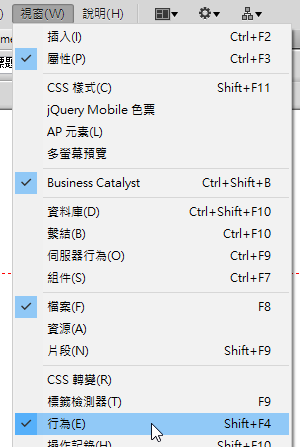 視窗(W) 說明(H)
插入(I) Ctrl+F2
屬性(P) Ctrl+F3
CSS 樣式(C) Shift+F11
jQuery Mobile 色票
AP 元素(L)
多螢幕預覽
Business Catalyst Ctrl+Shift+B
資料庫(D) Ctrl+Shift+F10
繫結(B) Ctrl+F10
伺服器行為(O) Ctrl+F9
組件(S) Ctrl+F7
檔案(F) F8
資源(A)
片段(N) Shift+F9
CSS 轉變(R)
標籤檢測器(T) F9
行為(E) Shift+F4
操作記錄(H) Shift+F10